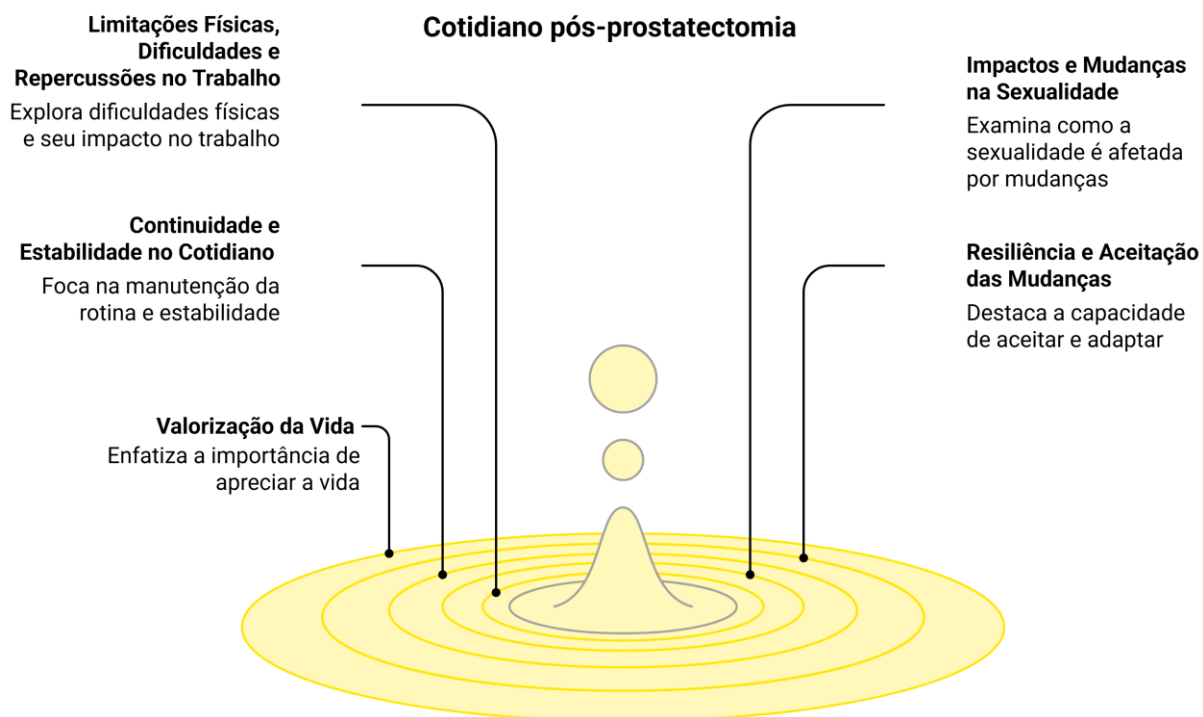 Cotidiano pós-prostatectomia
Limitações Físicas,
Dificuldades e
Repercussões no Trabalho
Explora dificuldades físicas
e seu impacto no trabalho
Continuidade e
Estabilidade no Cotidiano
Foca na manutenção da
rotina e estabilidade
Valorização da Vida
Enfatiza a importância de
apreciar a vida
Impactos e Mudanças
na Sexualidade
Examina como a
sexualidade é afetada
por mudanças
Resiliência e Aceitação
das Mudanças
Destaca a capacidade
de aceitar e adaptar